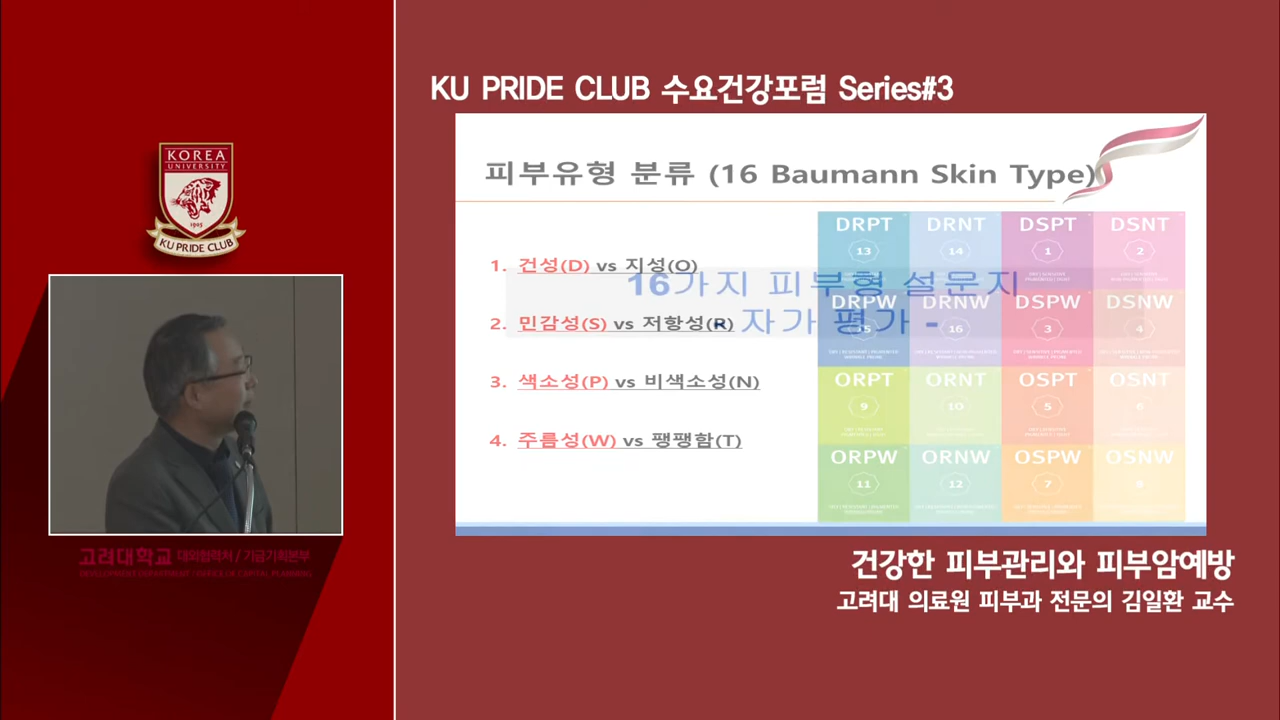 KU PRIDE CLUB 수요건강포럼 Series#3
KOREA
UNIVERSITY
1905
KU PRIDE CLUB
고려대학교 대외협력처 / 기금기획본부
피부유형 분류 (16 Baumann Skin Type)
1. 건성(D) vs 지성(O)
2. 민감성(S) vs 저항성(R)
3. 색소성(P) vs 비색소성(N)
4. 주름성(W) vs 팽팽함(T)
16가지 피부형 설문지
- 자가 평가 -
DRPT DRNT DSPT DSNT
13 14 1 2
DRPW DRNW DSPW DSNW
15 16 3 4
ORPT ORNT OSPT OSNT
9 10 5 6
ORPW ORNW OSPW OSNW
11 12 7 8
건강한 피부관리와 피부암예방
고려대 의료원 피부과 전문의 김일환 교수